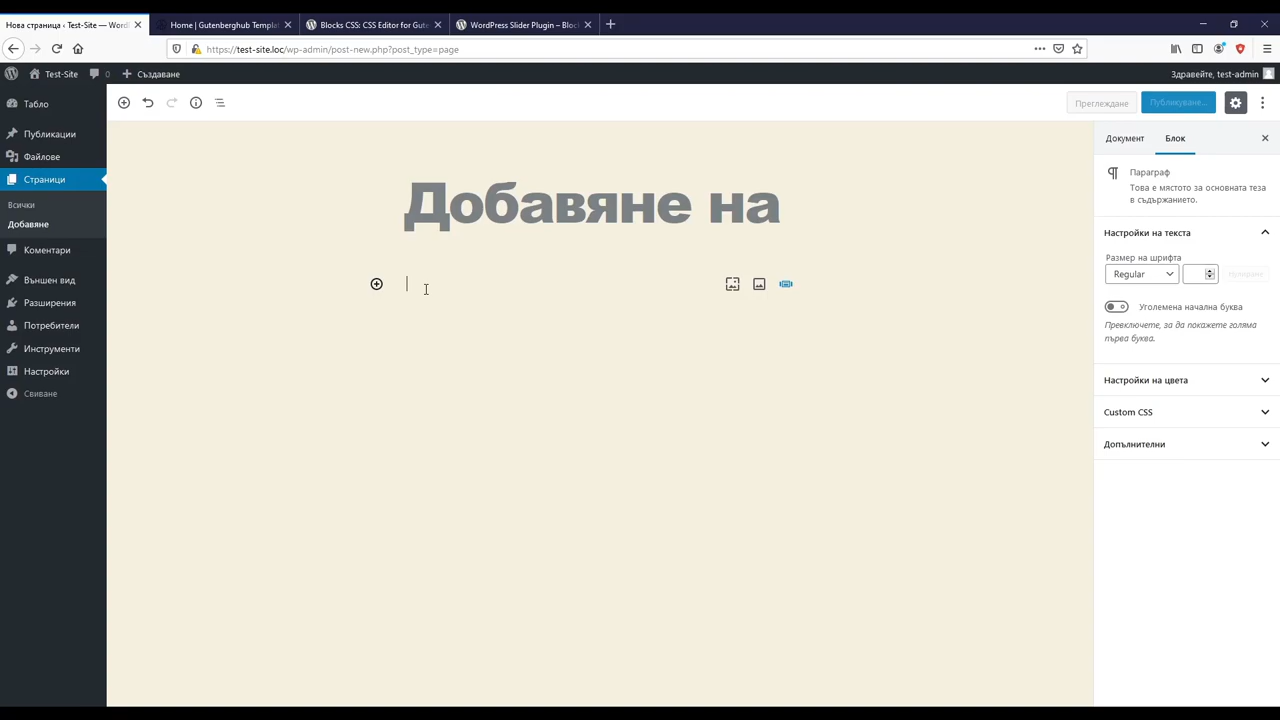 Нова страница ‹ Test-Site — WordP
Home | Gutenberghub Templat
Blocks CSS: CSS Editor for Gute
WordPress Slider Plugin – Block
https://test-site.loc/wp-admin/post-new.php?post_type=page
Test-Site
0
Създаване
Здравейте, test-admin
Табло
Публикации
Файлове
Страници
Всички
Добавяне
Коментари
Външен вид
Разширения
Потребители
Инструменти
Настройки
Свиване
Преглеждане
Публикуване...
Добавяне на
Документ
Блок
Параграф
Това е мястото за основната теза
в съдържанието.
Настройки на текста
Размер на шрифта
Regular
Уголемена начална буква
Превключете, за да покажете голяма
първа буква.
Настройки на цвета
Custom CSS
Допълнителни